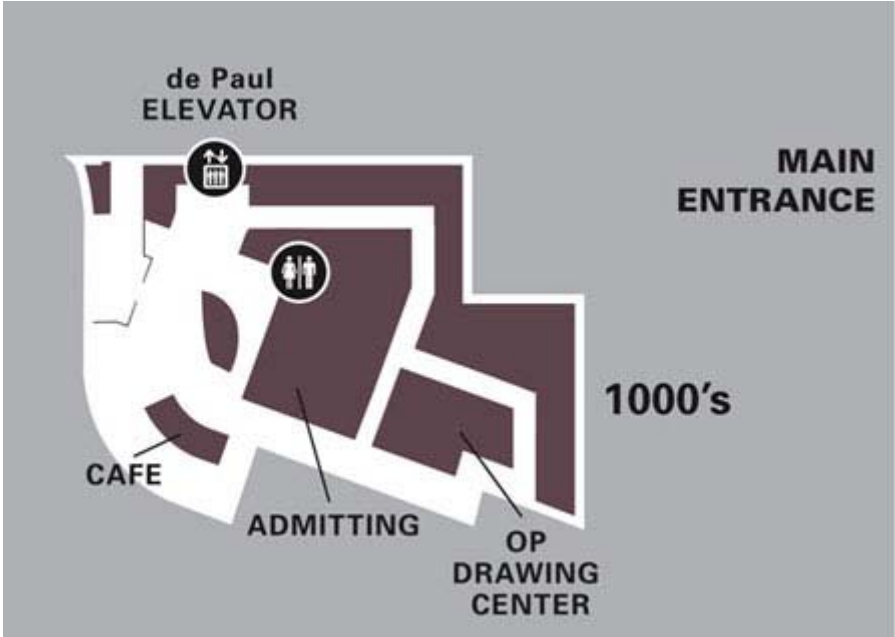 de Paul
ELEVATOR
MAIN
ENTRANCE
1000's
CAFE
ADMITTING
OP
DRAWING
CENTER